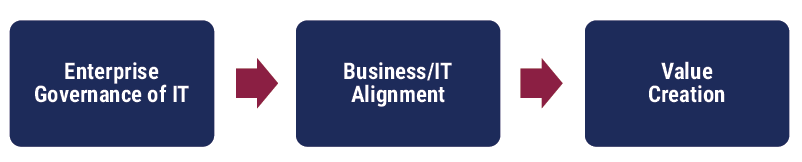 Enterprise
Governance of IT
Business/IT
Alignment
Value
Creation